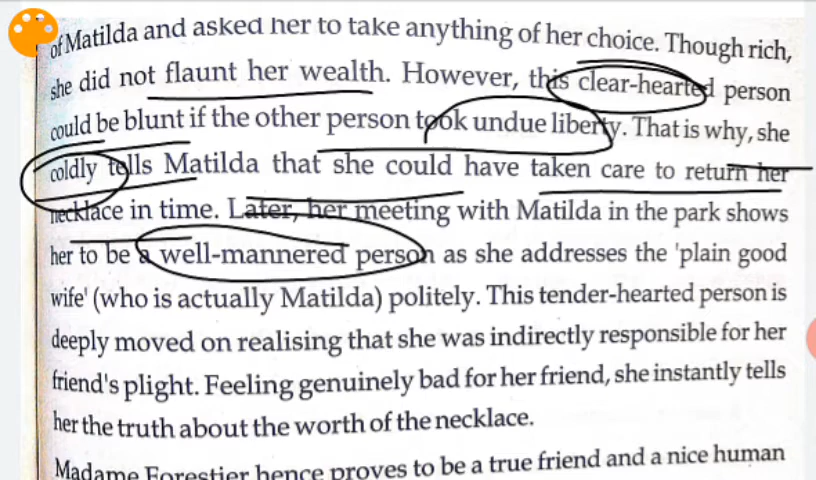 of Matilda and asked her to take anything of her choice. Though rich,
she did not flaunt her wealth. However, this clear-hearted person
could be blunt if the other person took undue liberty. That is why, she
coldly tells Matilda that she could have taken care to return her
necklace in time. Later, her meeting with Matilda in the park shows
her to be a well-mannered person as she addresses the 'plain good
wife' (who is actually Matilda) politely. This tender-hearted person is
deeply moved on realising that she was indirectly responsible for her
friend's plight. Feeling genuinely bad for her friend, she instantly tells
her the truth about the worth of the necklace.
Madame Forestier hence proves to be a true friend and a nice human